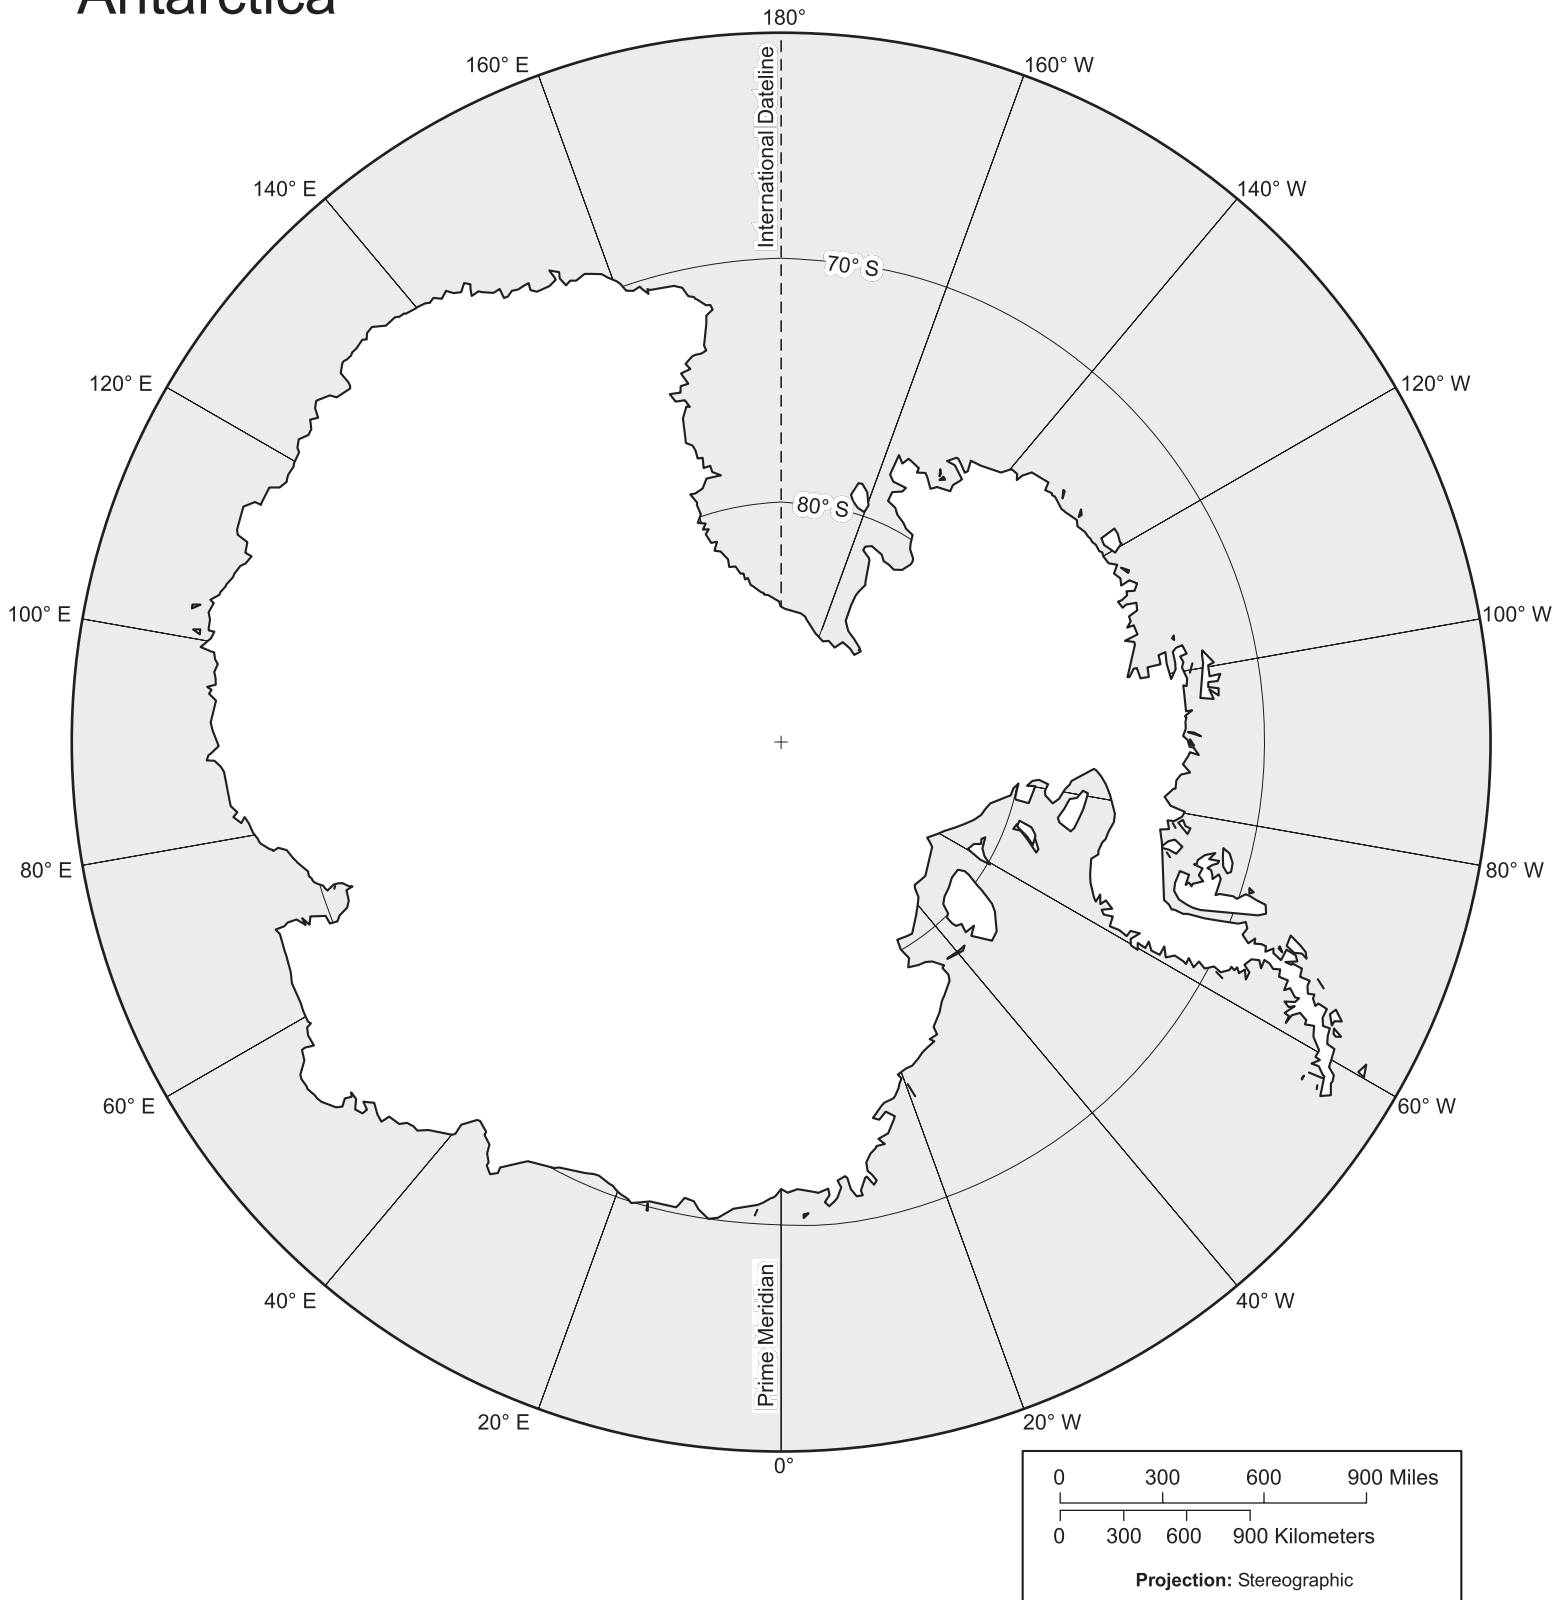 Antarctica
180°
160° E
160° W
International Dateline
140° E
140° W
70° S
120° E
120° W
80° S
100° E
100° W
80° E
80° W
60° E
60° W
Prime Meridian
40° E
40° W
20° E
20° W
0°
0 300 600 900 Miles
0 300 600 900 Kilometers
Projection: Stereographic